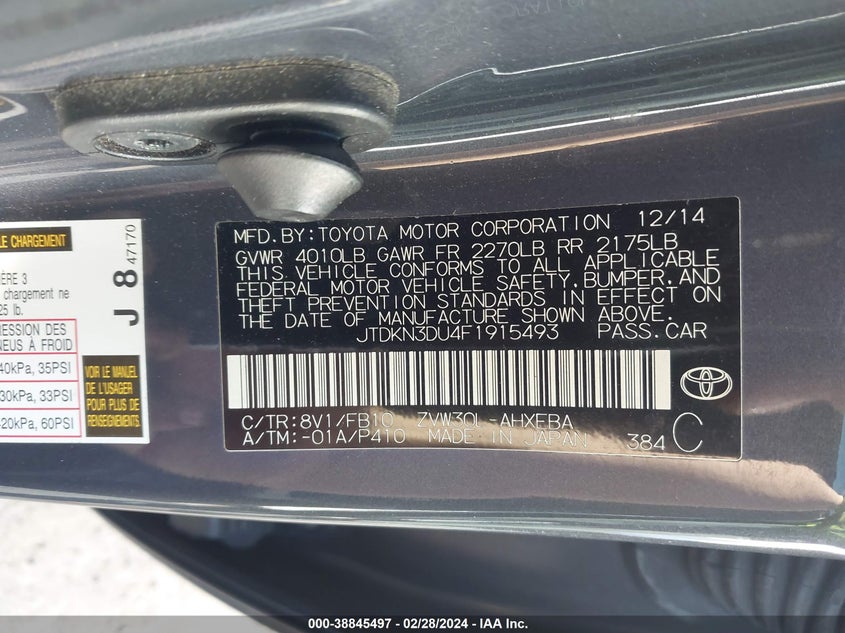 LE CHARGEMENT
ÈRE 3
chargement ne
25 lb.
RESSION DES
NEUS À FROID
40kPa, 35PSI
30kPa, 33PSI
420kPa, 60PSI
VOIR LE MANUEL
DE L'USAGER
POUR PLUS DE
RENSEIGNEMENTS
J 8 47170
MFD.BY:TOYOTA MOTOR CORPORATION 12/14
GVWR 4010LB GAWR FR 2270LB RR 2175LB
THIS VEHICLE CONFORMS TO ALL APPLICABLE
FEDERAL MOTOR VEHICLE SAFETY,BUMPER,AND
THEFT PREVENTION STANDARDS IN EFFECT ON
THE DATE OF MANUFACTURE SHOWN ABOVE.
JTDKN3DU4F1915493 PASS.CAR
C/TR:8V1/FB10 ZVW30L-AHXEBA
A/TM:-01A/P410 MADE IN JAPAN 384 C
000-38845497 - 02/28/2024 - IAA Inc.